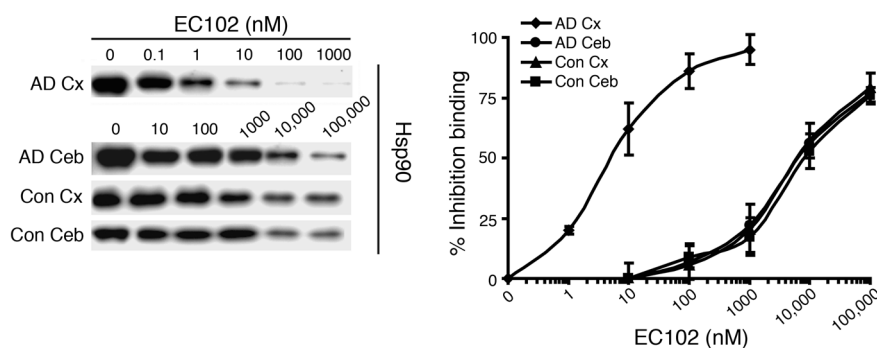 EC102 (nM)
0 0.1 1 10 100 1000
AD Cx
0 10 100 1000 10,000 100,000
AD Ceb
Con Cx
Con Ceb
Hsp90
AD Cx
AD Ceb
Con Cx
Con Ceb
100
75
50
25
0
% Inhibition binding
0 1 10 100 1000 10,000 100,000
EC102 (nM)